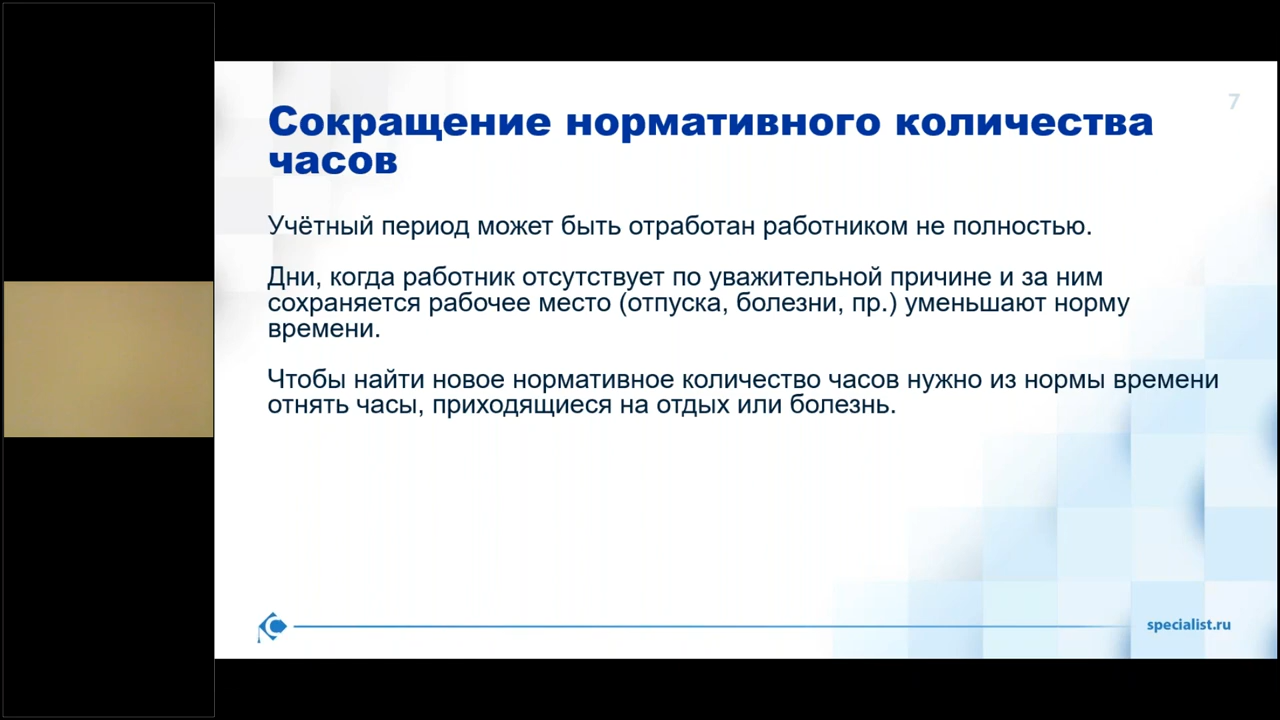 7
Сокращение нормативного количества
часов
Учётный период может быть отработан работником не полностью.
Дни, когда работник отсутствует по уважительной причине и за ним
сохраняется рабочее место (отпуска, болезни, пр.) уменьшают норму
времени.
Чтобы найти новое нормативное количество часов нужно из нормы времени
отнять часы, приходящиеся на отдых или болезнь.
specialist.ru